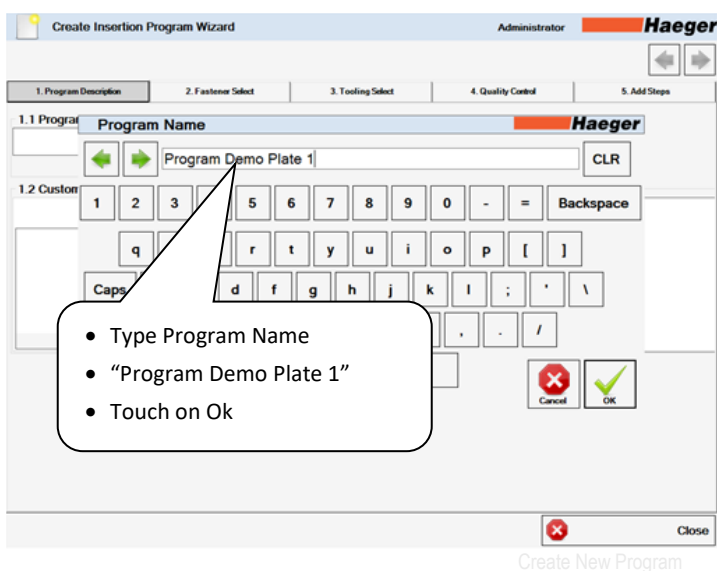 Create Insertion Program Wizard Administrator Haeger
1. Program Description 2. Fastener Select 3. Tooling Select 4. Quality Control 5. Add Steps
1.1
Program Name Haeger
Program Demo Plate 1 CLR
1.2
1 2 3 5 6 7 8 9 0 - = Backspace
q r t y u i o p [ ]
Caps d f g h j k l ; ' \
, . /
• Type Program Name
• “Program Demo Plate 1”
• Touch on Ok
Cancel OK
Close
Create New Program